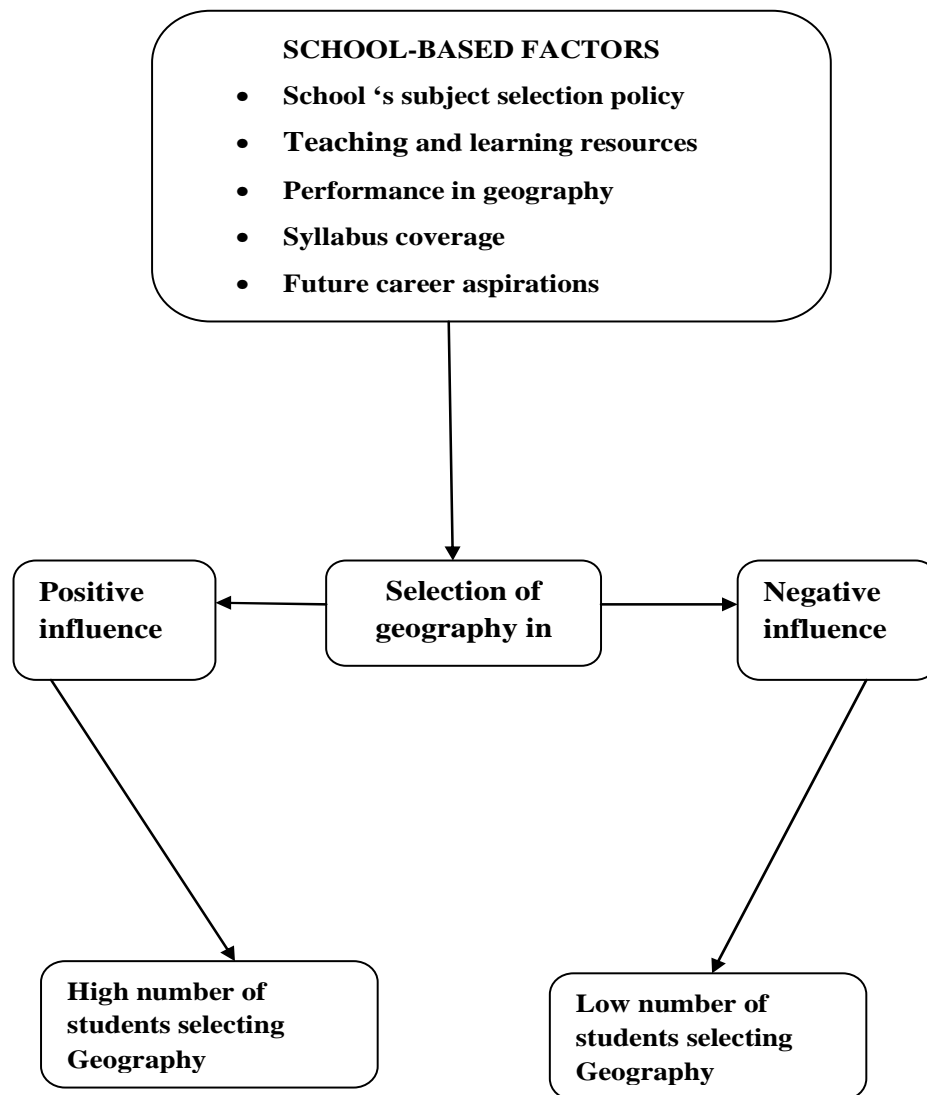 SCHOOL-BASED FACTORS
• School ‘s subject selection policy
• Teaching and learning resources
• Performance in geography
• Syllabus coverage
• Future career aspirations
Positive
influence
Selection of
geography in
Negative
influence
High number of
students selecting
Geography
Low number of
students selecting
Geography